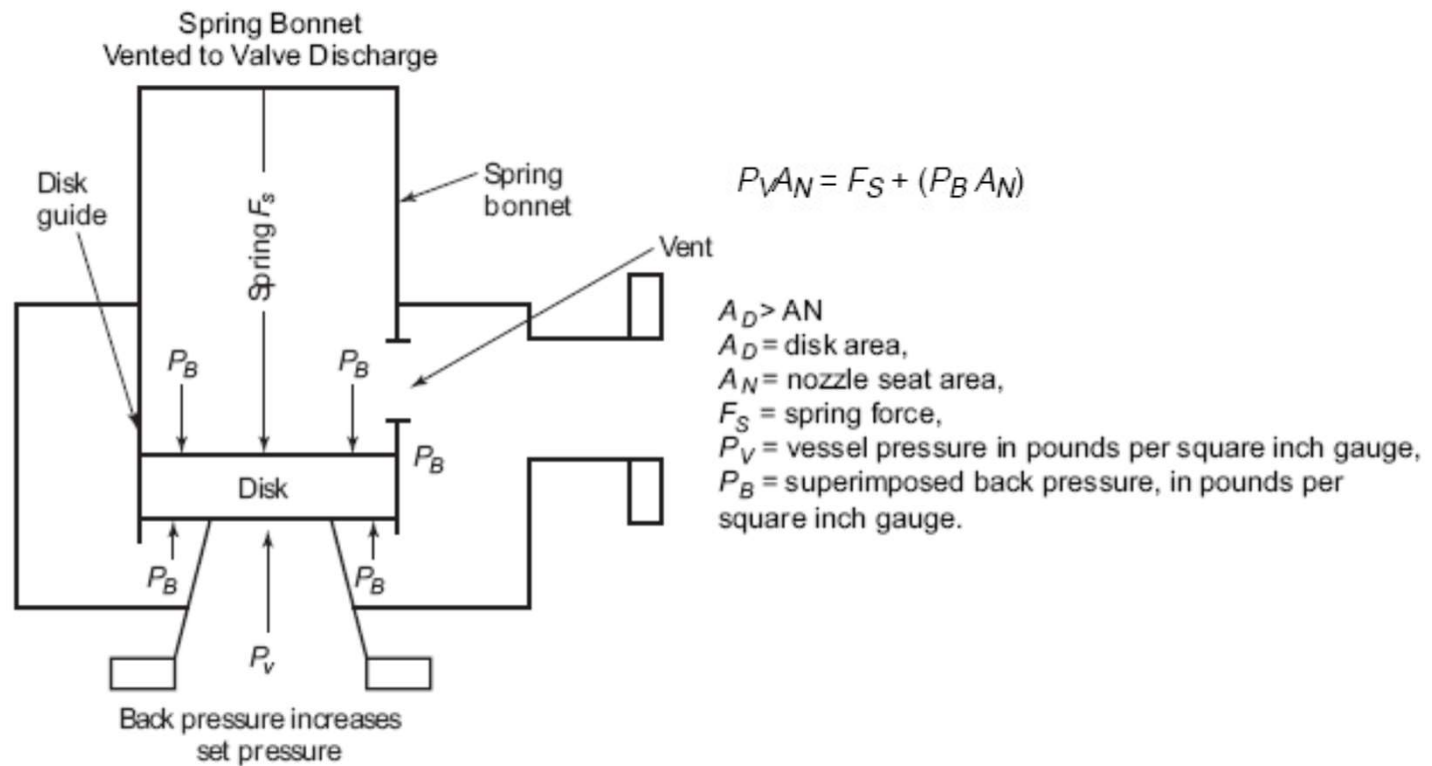 Spring Bonnet
Vented to Valve Discharge
Disk
guide
Spring Fs
Spring
bonnet
Vent
PB
PB
PB
Disk
PB
PB
Pv
Back pressure increases
set pressure
PVAN = FS + (PB AN)
AD> AN
AD = disk area,
AN = nozzle seat area,
FS = spring force,
PV = vessel pressure in pounds per square inch gauge,
PB = superimposed back pressure, in pounds per
square inch gauge.